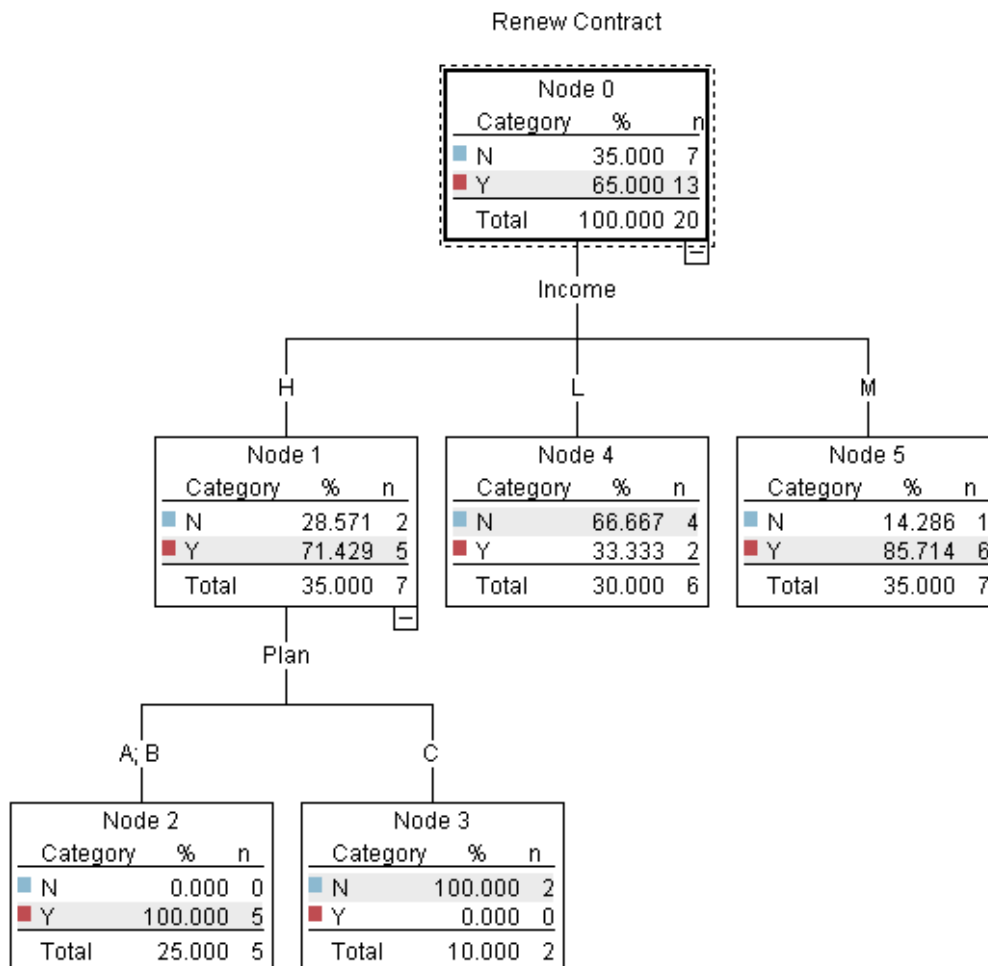 Renew Contract
Node 0
Category % n
N 35.000 7
Y 65.000 13
Total 100.000 20
Income
H
L
M
Node 1
Category % n
N 28.571 2
Y 71.429 5
Total 35.000 7
Node 4
Category % n
N 66.667 4
Y 33.333 2
Total 30.000 6
Node 5
Category % n
N 14.286 1
Y 85.714 6
Total 35.000 7
Plan
A; B
C
Node 2
Category % n
N 0.000 0
Y 100.000 5
Total 25.000 5
Node 3
Category % n
N 100.000 2
Y 0.000 0
Total 10.000 2